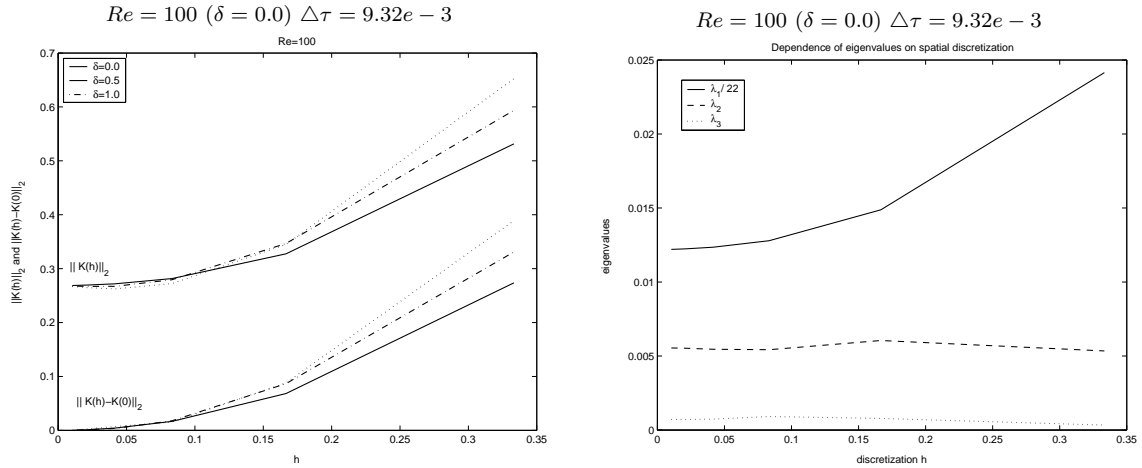 Re = 100 (δ = 0.0) △τ = 9.32e − 3
Re=100
0.7
0.6
0.5
0.4
0.3
0.2
0.1
0
δ=0.0
δ=0.5
δ=1.0
||K(h)||₂ and ||K(h)−K(0)||₂
|| K(h)||₂
|| K(h)−K(0)||₂
0 0.05 0.1 0.15 0.2 0.25 0.3 0.35
h
Re = 100 (δ = 0.0) △τ = 9.32e − 3
Dependence of eigenvalues on spatial discretization
0.025
0.02
0.015
0.01
0.005
0
λ₁/ 22
λ₂
λ₃
eigenvalues
0 0.05 0.1 0.15 0.2 0.25 0.3 0.35
discretization h